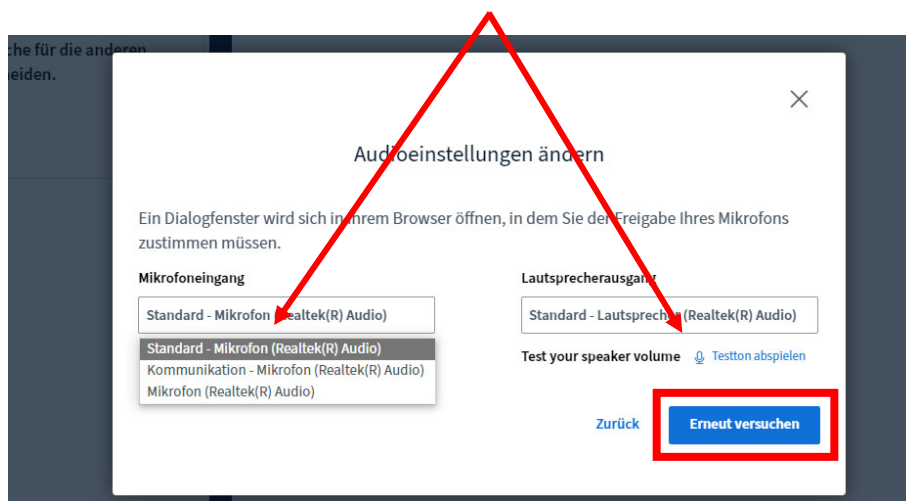 che für die anderen
neiden.
Audioeinstellungen ändern
Ein Dialogfenster wird sich in Ihrem Browser öffnen, in dem Sie der Freigabe Ihres Mikrofons
zustimmen müssen.
Mikrofoneingang
Standard - Mikrofon (Realtek(R) Audio)
Standard - Mikrofon (Realtek(R) Audio)
Kommunikation - Mikrofon (Realtek(R) Audio)
Mikrofon (Realtek(R) Audio)
Lautsprecherausgang
Standard - Lautsprecher (Realtek(R) Audio)
Test your speaker volume Testton abspielen
Zurück
Erneut versuchen